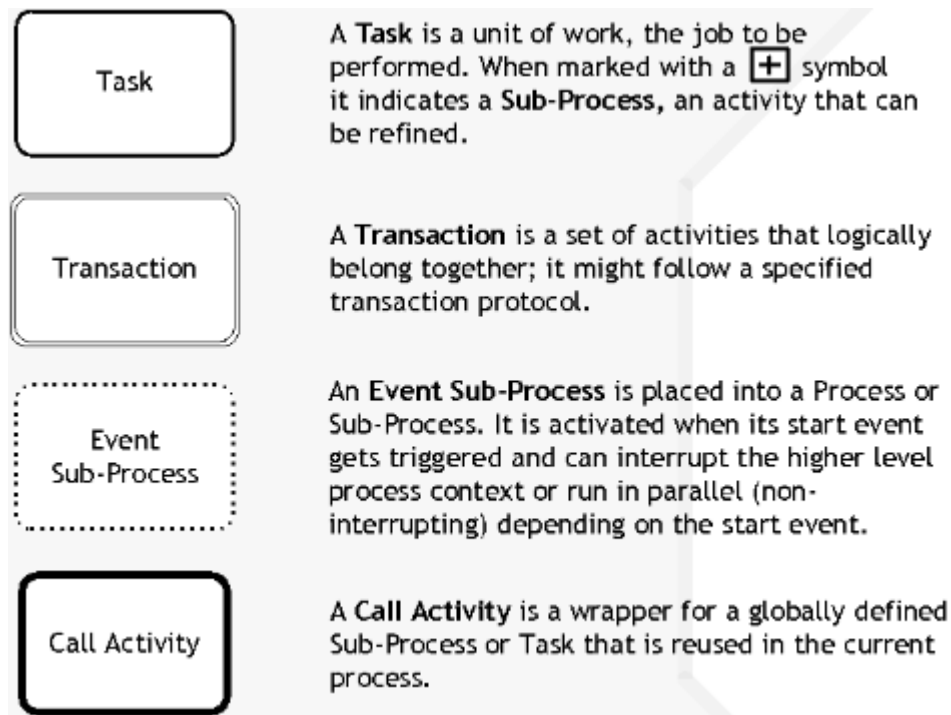 Task
A Task is a unit of work, the job to be
performed. When marked with a + symbol
it indicates a Sub-Process, an activity that can
be refined.
Transaction
A Transaction is a set of activities that logically
belong together; it might follow a specified
transaction protocol.
Event
Sub-Process
An Event Sub-Process is placed into a Process or
Sub-Process. It is activated when its start event
gets triggered and can interrupt the higher level
process context or run in parallel (non-
interrupting) depending on the start event.
Call Activity
A Call Activity is a wrapper for a globally defined
Sub-Process or Task that is reused in the current
process.